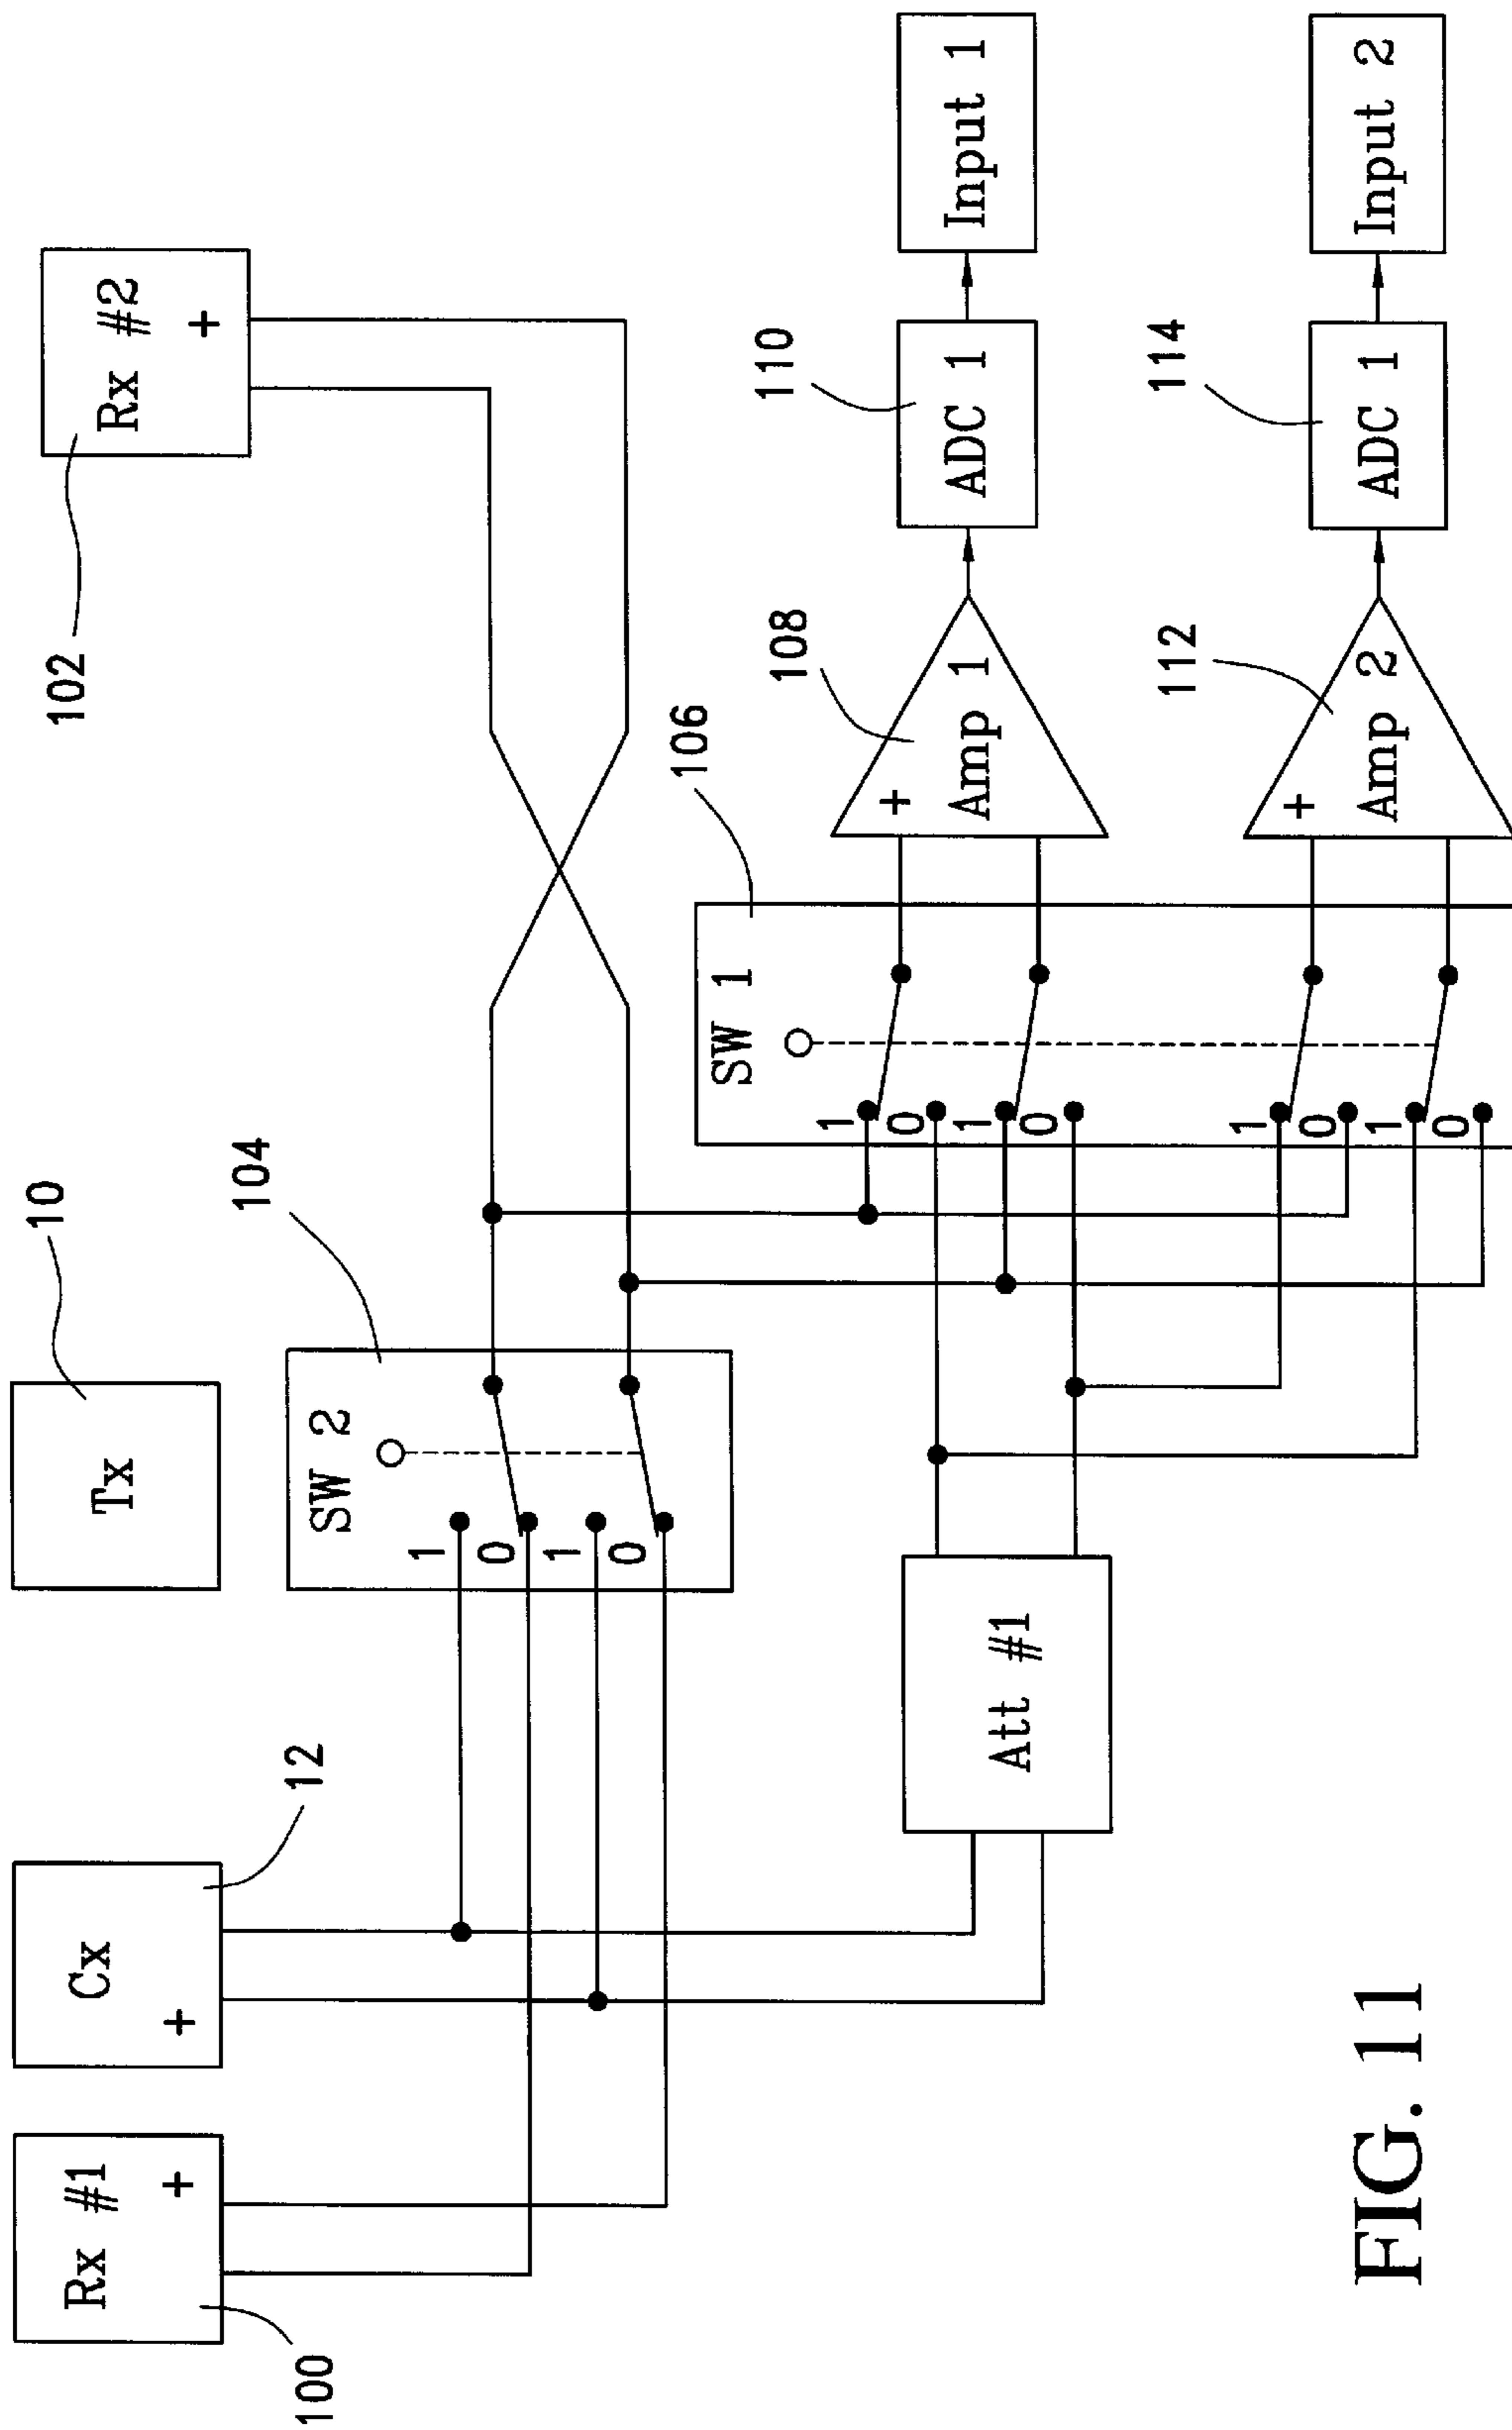 Rx #1
+
100
Cx
+
12
Tx
10
Rx #2
+
102
SW 2
1
0
1
0
104
Att #1
SW 1
1
0
1
0
1
0
1
0
106
+
Amp 1
108
ADC 1
110
Input 1
+
Amp 2
112
ADC 1
114
Input 2
FIG. 11